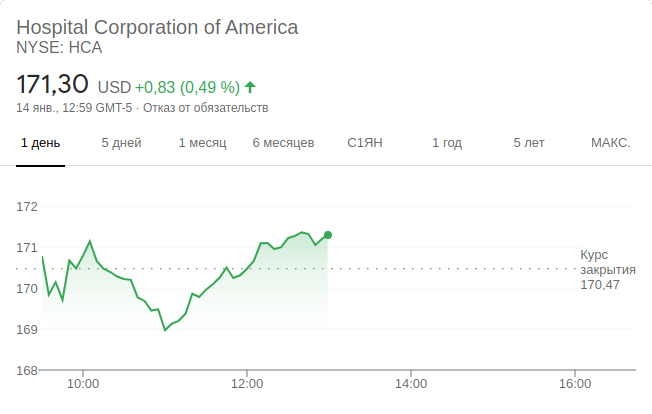 Hospital Corporation of America
NYSE: HCA
171,30 USD +0,83 (0,49 %)
14 янв., 12:59 GMT-5 · Отказ от обязательств
1 день 5 дней 1 месяц 6 месяцев С1ЯН 1 год 5 лет МАКС.
172
171
170
169
168
Курс
закрытия
170,47
10:00 12:00 14:00 16:00